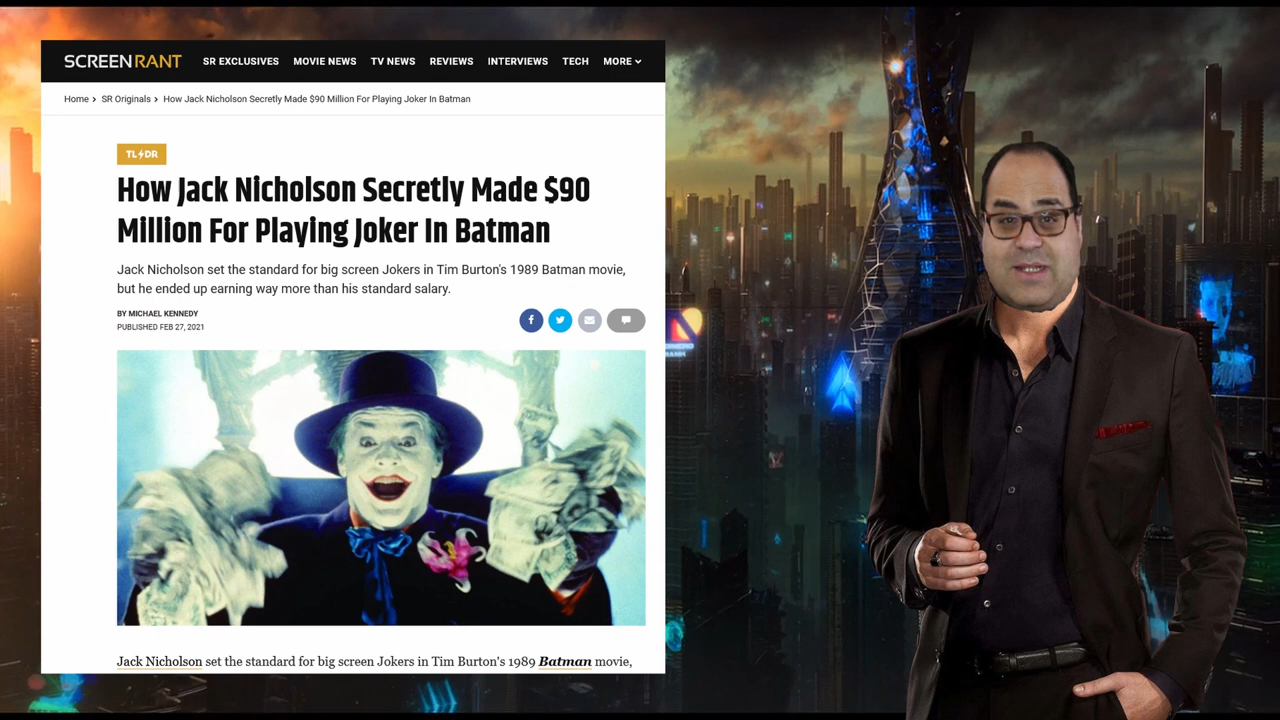 SCREENRANT SR EXCLUSIVES MOVIE NEWS TV NEWS REVIEWS INTERVIEWS TECH MORE
Home > SR Originals > How Jack Nicholson Secretly Made $90 Million For Playing Joker In Batman
TL DR
How Jack Nicholson Secretly Made $90
Million For Playing Joker In Batman
Jack Nicholson set the standard for big screen Jokers in Tim Burton's 1989 Batman movie,
but he ended up earning way more than his standard salary.
BY MICHAEL KENNEDY
PUBLISHED FEB 27, 2021
Jack Nicholson set the standard for big screen Jokers in Tim Burton's 1989 Batman movie,